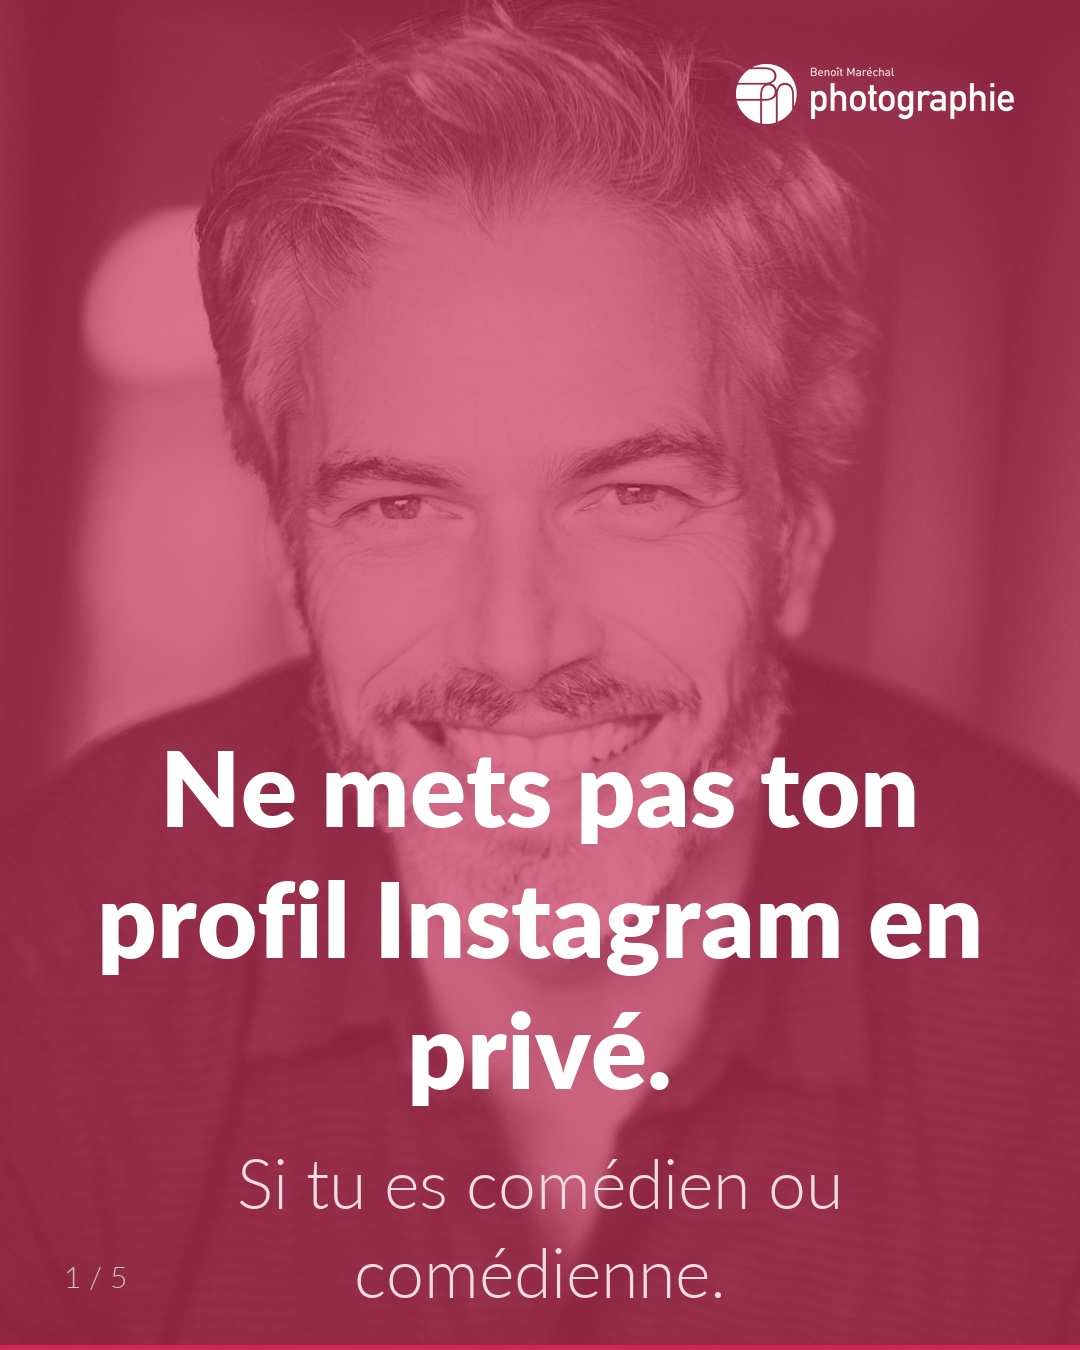 Benoît Maréchal
photographie
Ne mets pas ton
profil Instagram en
privé.
Si tu es comédien ou
comédienne.
1 / 5